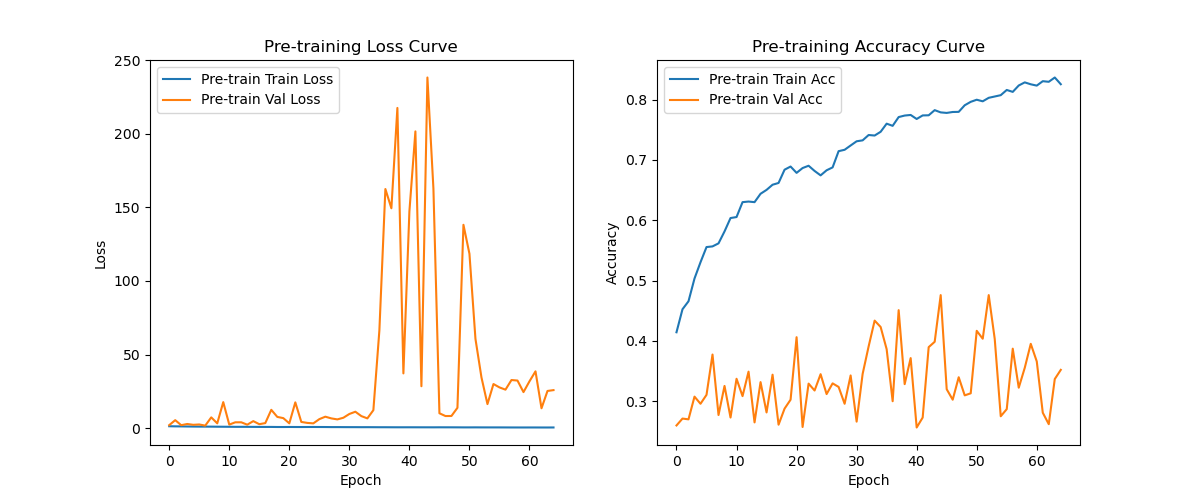 Pre-training Loss Curve
Pre-train Train Loss
Pre-train Val Loss
250
200
150
100
50
0
Loss
0 10 20 30 40 50 60
Epoch
Pre-training Accuracy Curve
Pre-train Train Acc
Pre-train Val Acc
0.8
0.7
0.6
0.5
0.4
0.3
Accuracy
0 10 20 30 40 50 60
Epoch